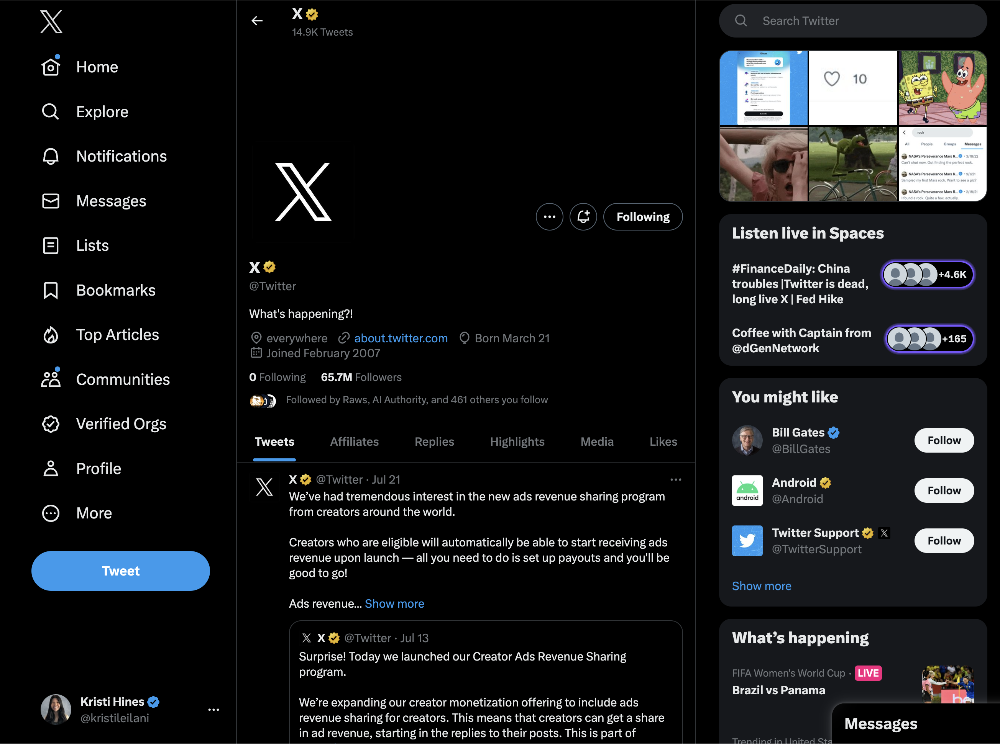 Home
Explore
Notifications
Messages
Lists
Bookmarks
Top Articles
Communities
Verified Orgs
Profile
More
Tweet
Kristi Hines
@kristileilani
X
14.9K Tweets
Following
X
@Twitter
What's happening?!
everywhere about.twitter.com Born March 21
Joined February 2007
0 Following 65.7M Followers
Followed by Raws, AI Authority, and 461 others you follow
Tweets Affiliates Replies Highlights Media Likes
X @Twitter · Jul 21
We’ve had tremendous interest in the new ads revenue sharing program
from creators around the world.
Creators who are eligible will automatically be able to start receiving ads
revenue upon launch — all you need to do is set up payouts and you'll be
good to go!
Ads revenue... Show more
X @Twitter · Jul 13
Surprise! Today we launched our Creator Ads Revenue Sharing
program.
We’re expanding our creator monetization offering to include ads
revenue sharing for creators. This means that creators can get a share
in ad revenue, starting in the replies to their posts. This is part of
Search Twitter
Blue
10
rock
All People Groups Messages
NASA's Perseverance Mars R... · 3/18/22
Can't chat now. Out finding the perfect rock.
NASA's Perseverance Mars R... · 9/1/21
Sampled my first Mars rock. Want to see a pic?
NASA's Perseverance Mars R... · 2/18/21
I found a rock. Quite a few, actually.
Listen live in Spaces
#FinanceDaily: China
troubles |Twitter is dead,
long live X | Fed Hike
+4.6K
Coffee with Captain from
@dGenNetwork
+165
You might like
Bill Gates
@BillGates
Follow
android
Android
@Android
Follow
Twitter Support
@TwitterSupport
Follow
Show more
What’s happening
FIFA Women's World Cup · LIVE
Brazil vs Panama
Messages
Trending in United Sta